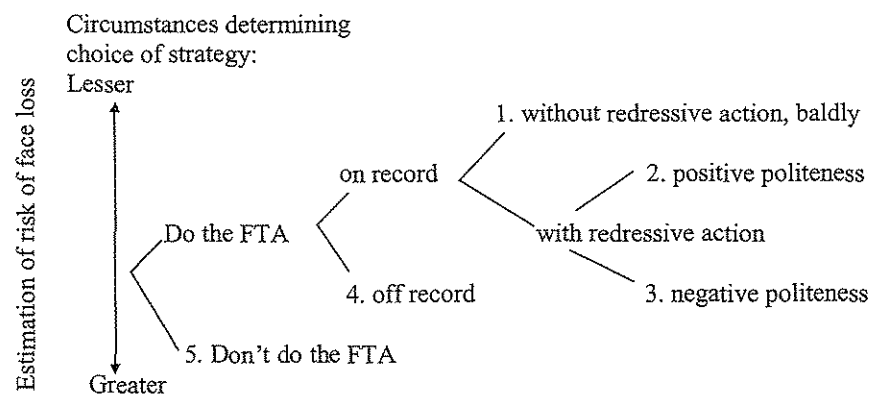 Circumstances determining
choice of strategy:
Lesser
Estimation of risk of face loss
1. without redressive action, baldly
on record
2. positive politeness
Do the FTA
with redressive action
4. off record
3. negative politeness
5. Don't do the FTA
Greater